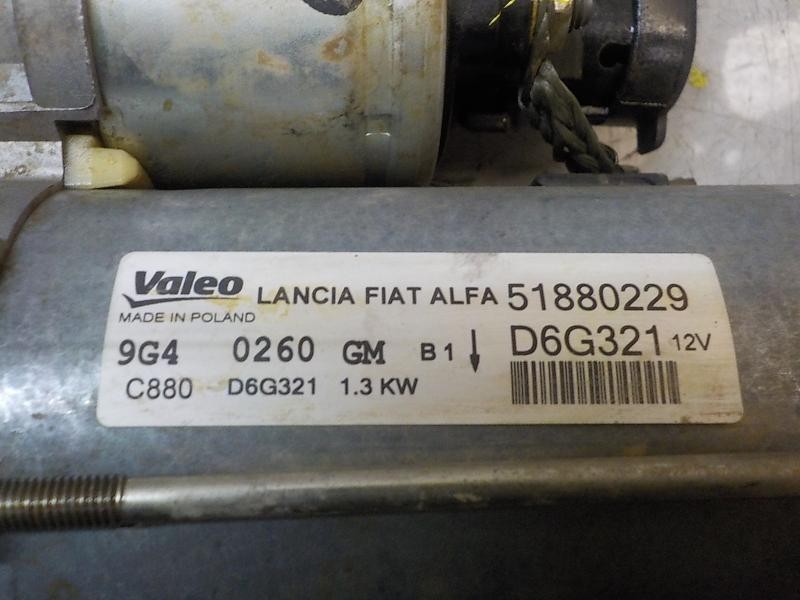 Valeo LANCIA FIAT ALFA 51880229
MADE IN POLAND
9G4 0260 GM B1 ↓ D6G321 12V
C880 D6G321 1.3 KW